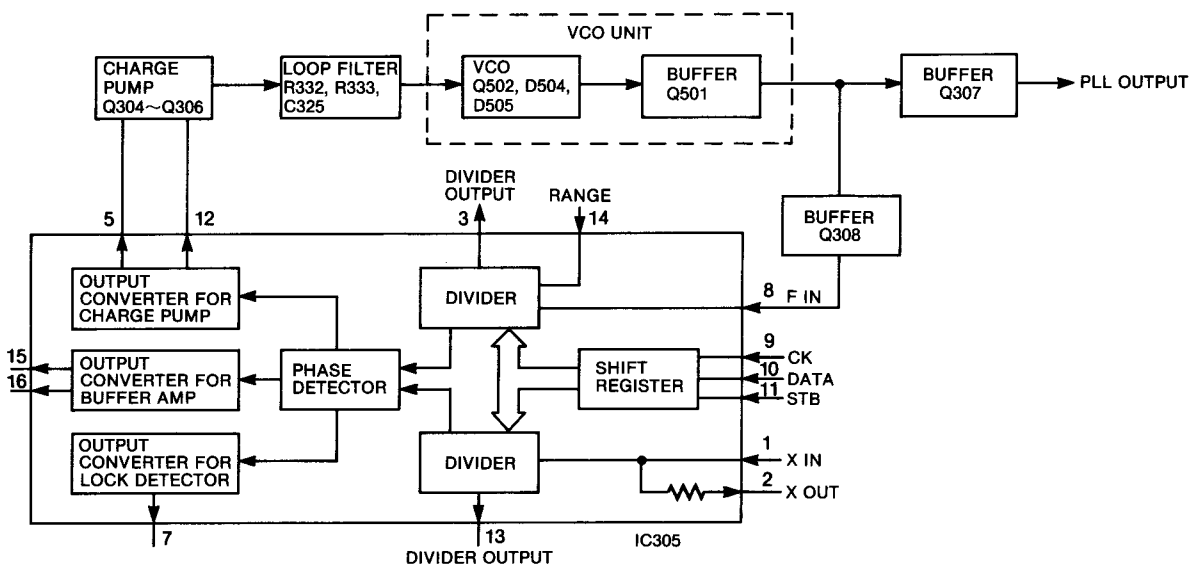 VCO UNIT
CHARGE
PUMP
Q304~Q306
LOOP FILTER
R332, R333,
C325
VCO
Q502, D504,
D505
BUFFER
Q501
BUFFER
Q307
PLL OUTPUT
BUFFER
Q308
5
12
DIVIDER
OUTPUT
3
RANGE
14
OUTPUT
CONVERTER FOR
CHARGE PUMP
DIVIDER
8
F IN
15
16
OUTPUT
CONVERTER FOR
BUFFER AMP
PHASE
DETECTOR
SHIFT
REGISTER
9
CK
10
DATA
11
STB
OUTPUT
CONVERTER FOR
LOCK DETECTOR
DIVIDER
1
X IN
2
X OUT
7
13
DIVIDER OUTPUT
IC305